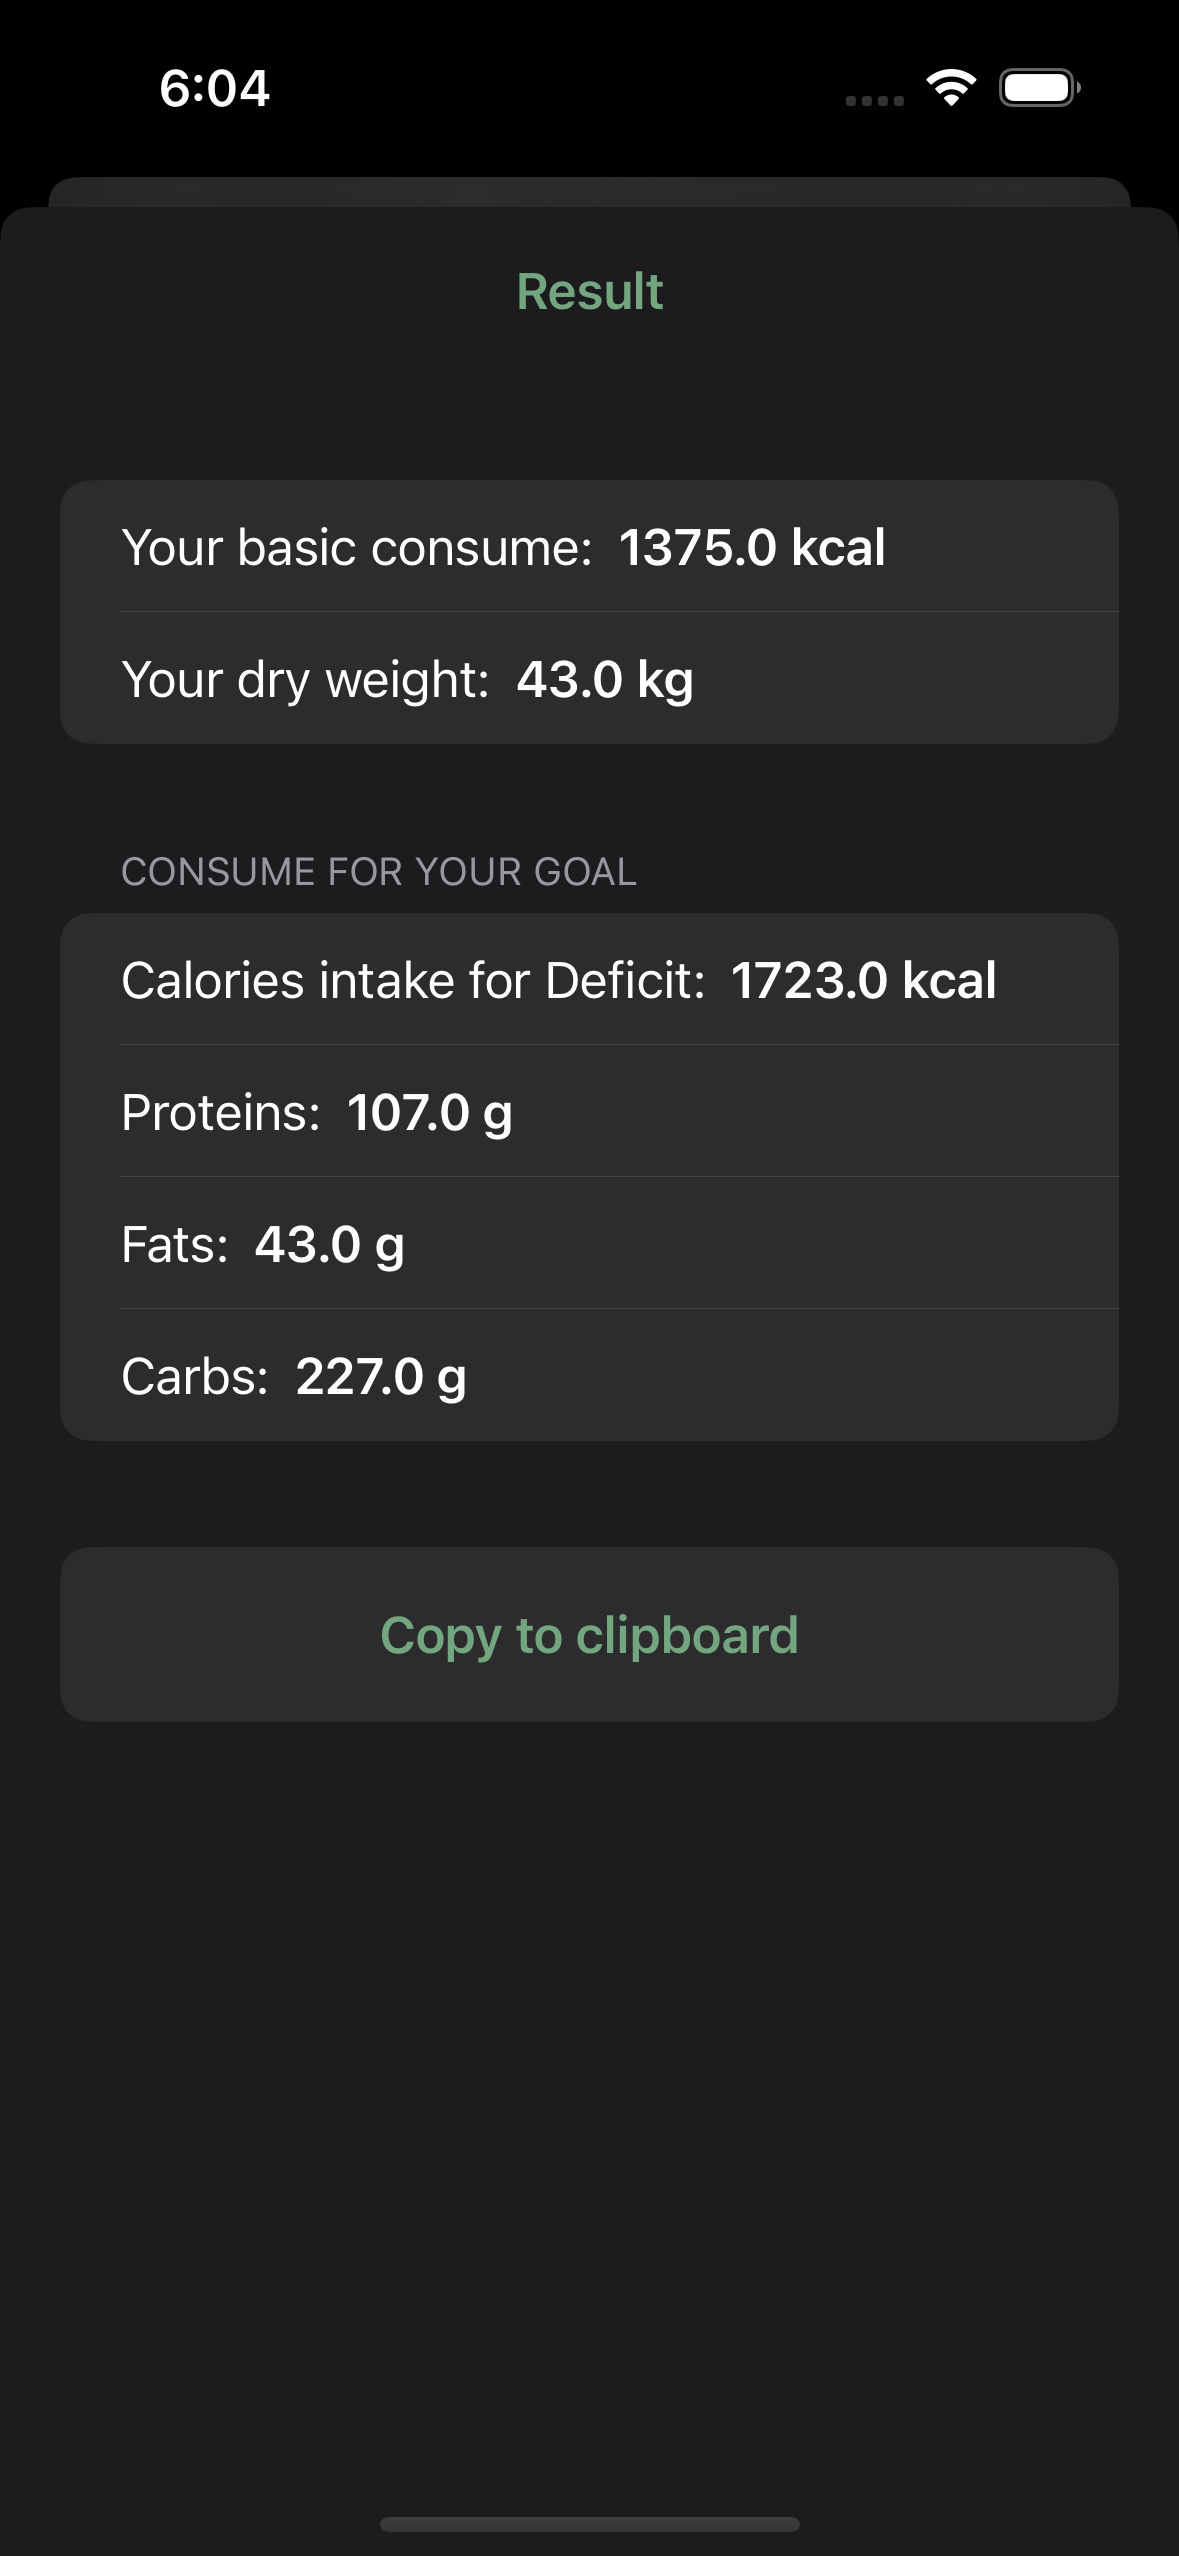 6:04
Result
Your basic consume: 1375.0 kcal
Your dry weight: 43.0 kg
CONSUME FOR YOUR GOAL
Calories intake for Deficit: 1723.0 kcal
Proteins: 107.0 g
Fats: 43.0 g
Carbs: 227.0 g
Copy to clipboard